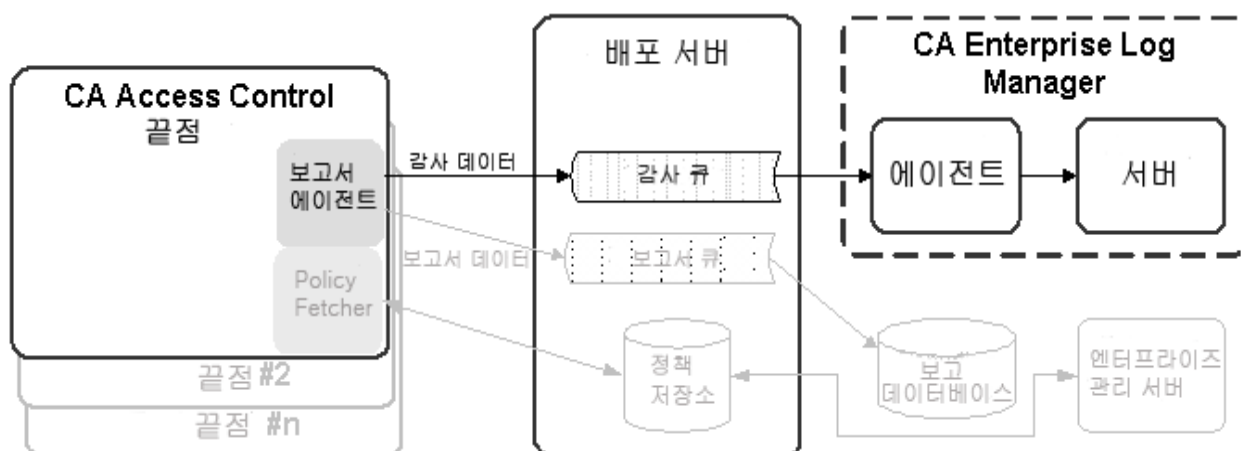 CA Access Control
끝점
보고서
에이전트
Policy
Fetcher
끝점 #2
끝점 #n
감사 데이터
보고서 데이터
배포 서버
감사 큐
보고서 큐
정책
저장소
CA Enterprise Log
Manager
에이전트
서버
보고
데이터베이스
엔터프라이즈
관리 서버